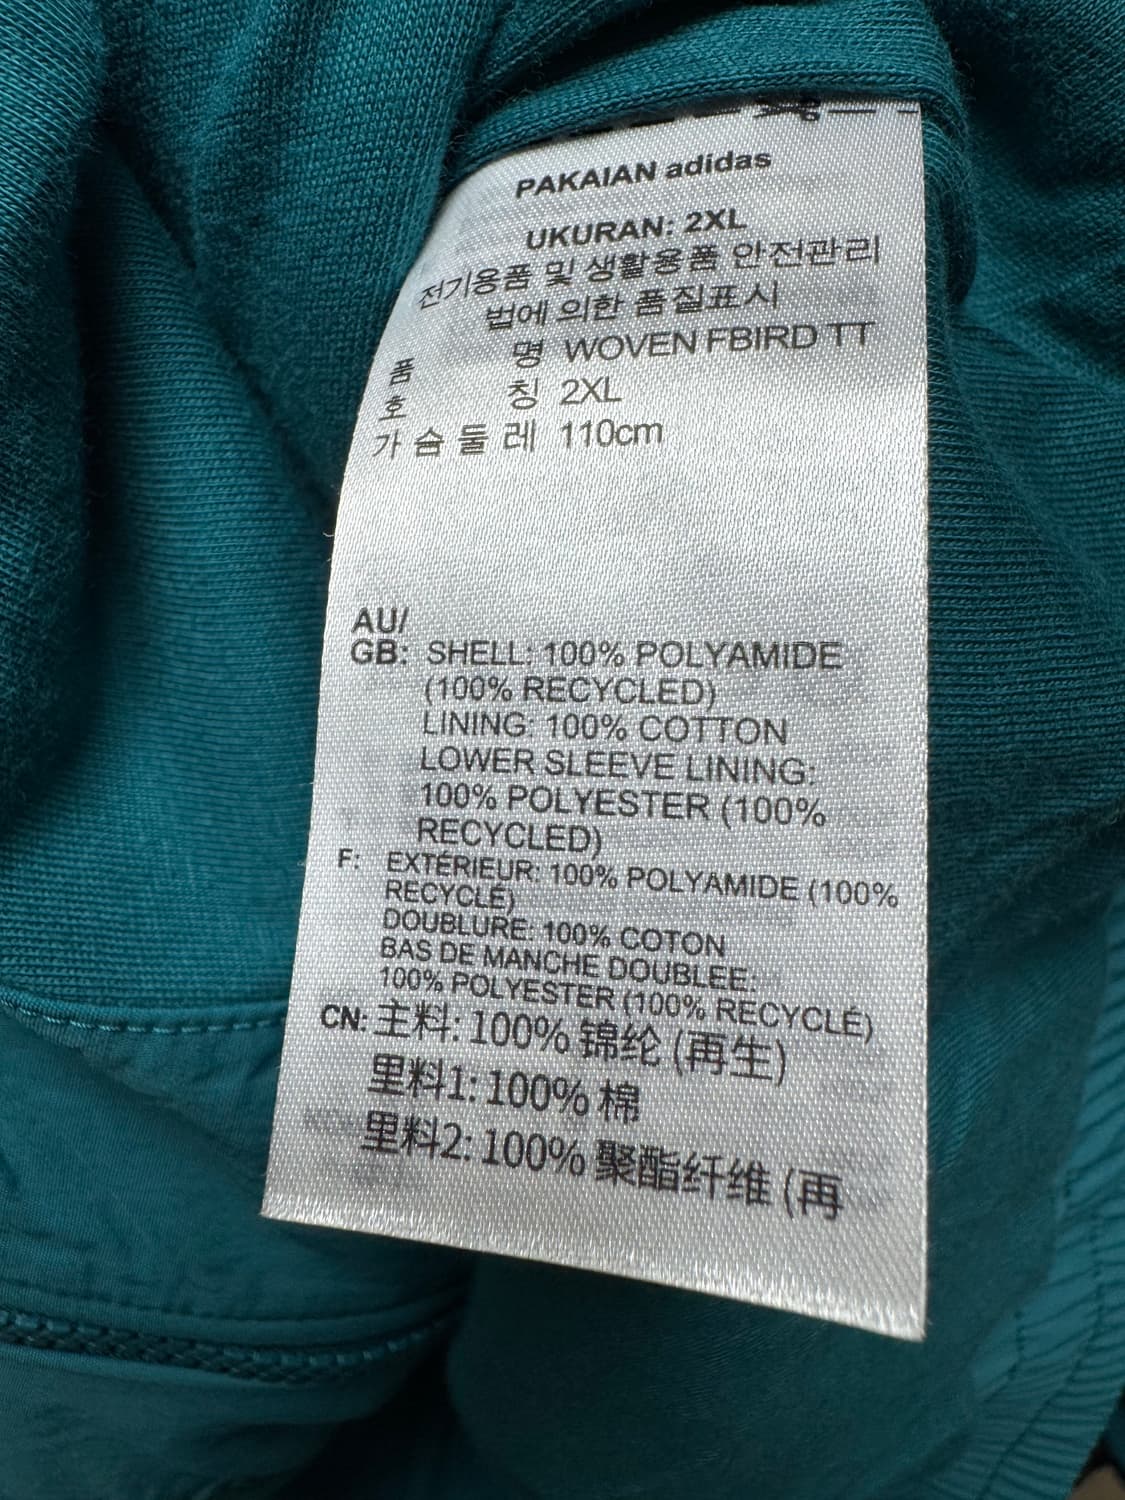 PAKAIAN adidas
UKURAN: 2XL
전기용품 및 생활용품 안전관리
법에 의한 품질표시
품 명 WOVEN FBIRD TT
호 칭 2XL
가 슴 둘 레 110cm
AU/
GB: SHELL: 100% POLYAMIDE
(100% RECYCLED)
LINING: 100% COTTON
LOWER SLEEVE LINING:
100% POLYESTER (100%
RECYCLED)
F: EXTÉRIEUR: 100% POLYAMIDE (100%
RECYCLÉ)
DOUBLURE: 100% COTON
BAS DE MANCHE DOUBLEE:
100% POLYESTER (100% RECYCLÉ)
CN: 主料: 100% 锦纶 (再生)
里料1: 100% 棉
里料2: 100% 聚酯纤维 (再